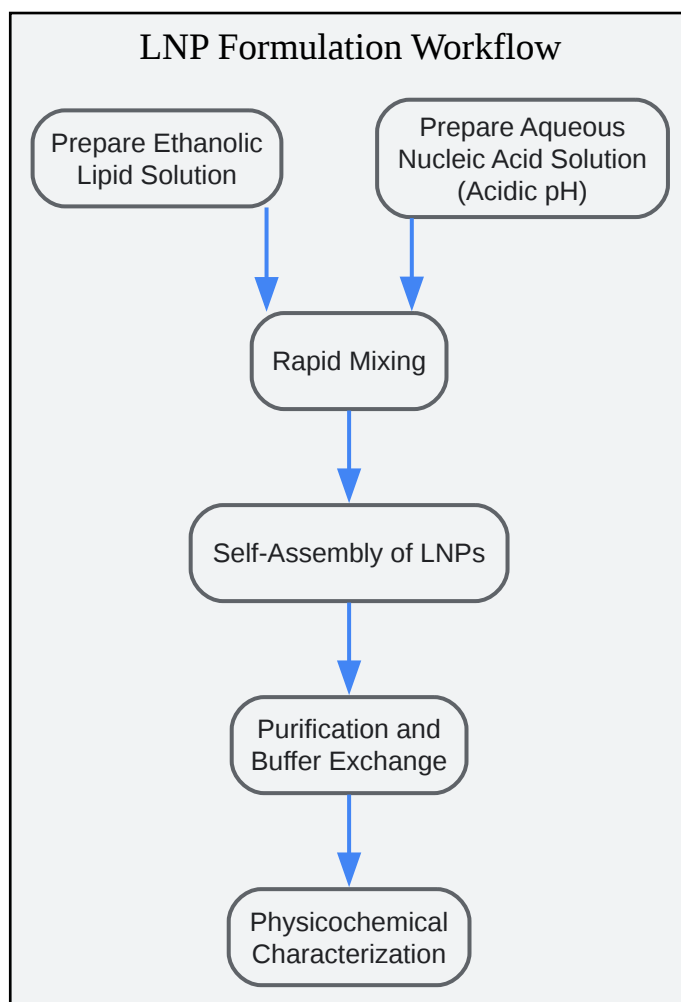 LNP Formulation Workflow
Prepare Ethanolic
Lipid Solution
Prepare Aqueous
Nucleic Acid Solution
(Acidic pH)
Rapid Mixing
Self-Assembly of LNPs
Purification and
Buffer Exchange
Physicochemical
Characterization